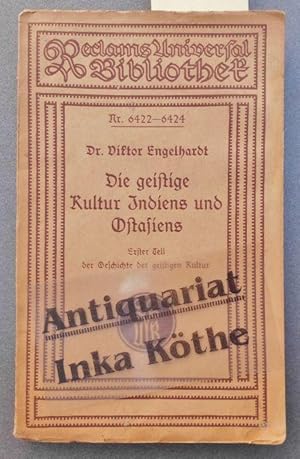 Reclams Universal
Bibliothek
Nr. 6422—6424
Dr. Viktor Engelhardt
Die geistige
Kultur Indiens und
Ostasiens
Erster Teil
der Geschichte der geistigen Kultur
Antiquariat
Inka Köthe